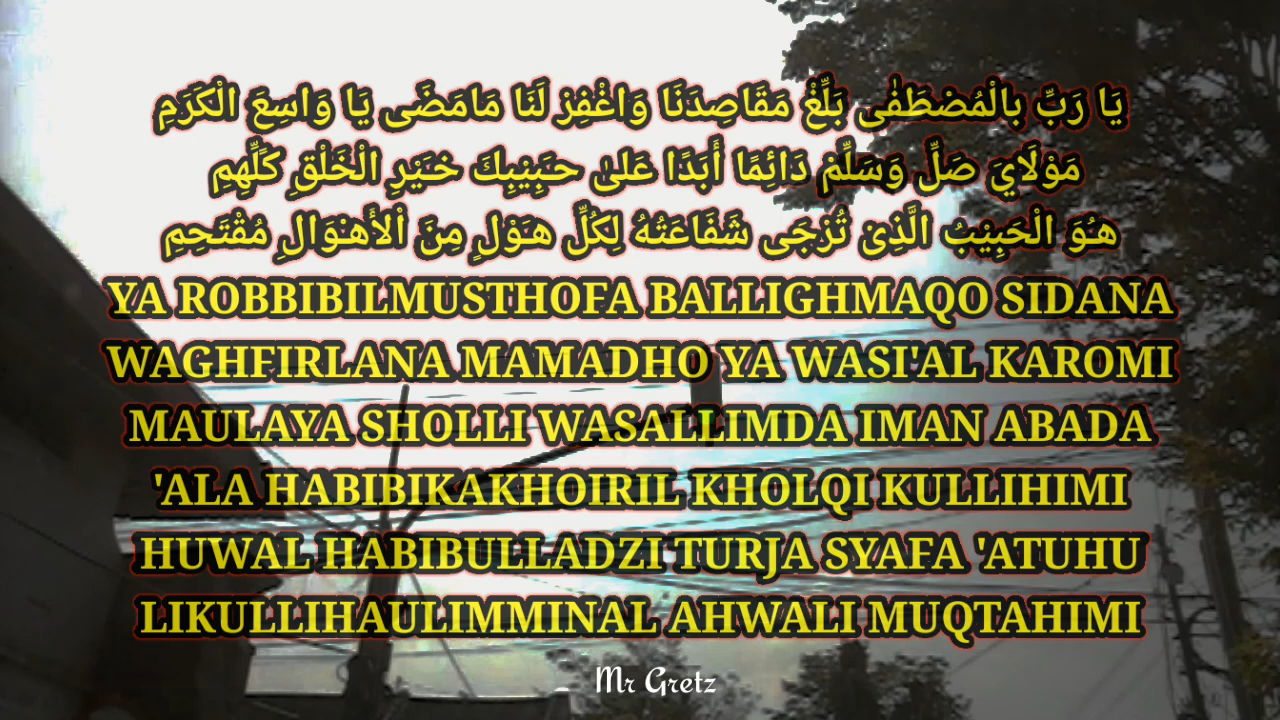 يَا رَبِّ بِالْمُصْطَفٰى بَلِّغْ مَقَاصِدَنَا وَاغْفِرْ لَنَا مَامَضَى يَا وَاسِعَ الْكَرَمِ
مَوْلَايَ صَلِّ وَسَلِّمْ دَائِمًا أَبَدًا عَلىٰ حَبِيْبِكَ خَيْرِ الْخَلْقِ كُلِّهِمِ
هُوَ الْحَبِيْبُ الَّذِىْ تُرْجَى شَفَاعَتُهُ لِكُلِّ هَوْلٍ مِنَ اْلأَهْوَالِ مُقْتَحِمِ
YA ROBBIBILMUSTHOFA BALLIGHMAQO SIDANA
WAGHFIRLANA MAMADHO YA WASI'AL KAROMI
MAULAYA SHOLLI WASALLIMDA IMAN ABADA
'ALA HABIBIKAKHOIRIL KHOLQI KULLIHIMI
HUWAL HABIBULLADZI TURJA SYAFA 'ATUHU
LIKULLIHAULIMMINAL AHWALI MUQTAHIMI
Mr Gretz